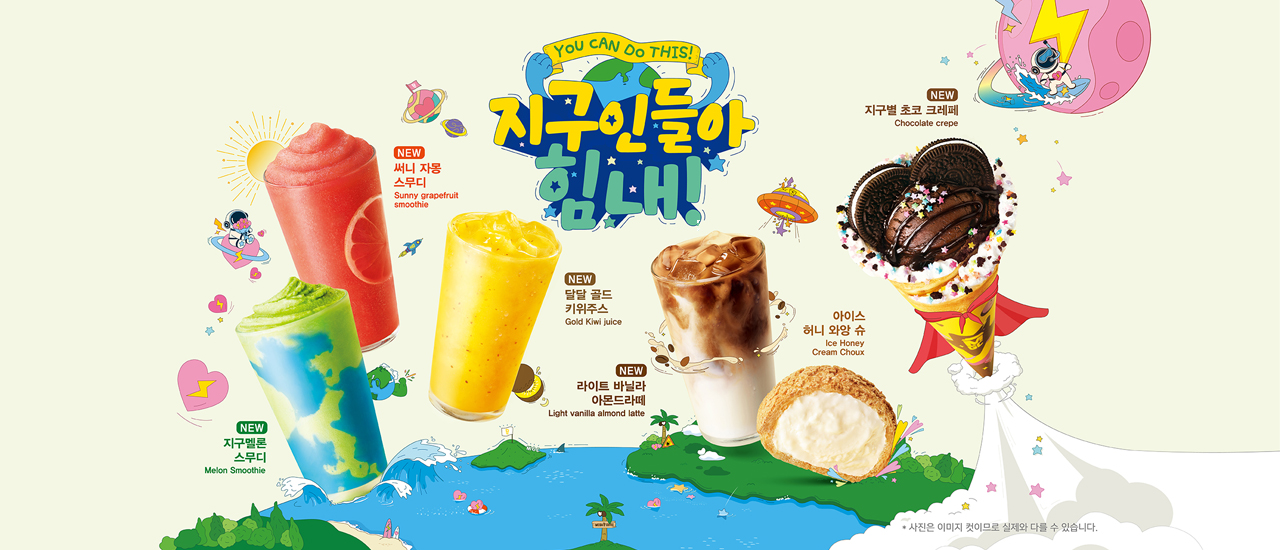 YOU CAN DO THIS!
지구인들아
힘내!
NEW
써니 자몽
스무디
Sunny grapefruit
smoothie
NEW
지구멜론
스무디
Melon Smoothie
NEW
달달 골드
키위주스
Gold Kiwi juice
NEW
라이트 바닐라
아몬드라떼
Light vanilla almond latte
아이스
허니 와앙 슈
Ice Honey
Cream Choux
NEW
지구별 초코 크레페
Chocolate crepe
* 사진은 이미지 컷이므로 실제와 다를 수 있습니다.